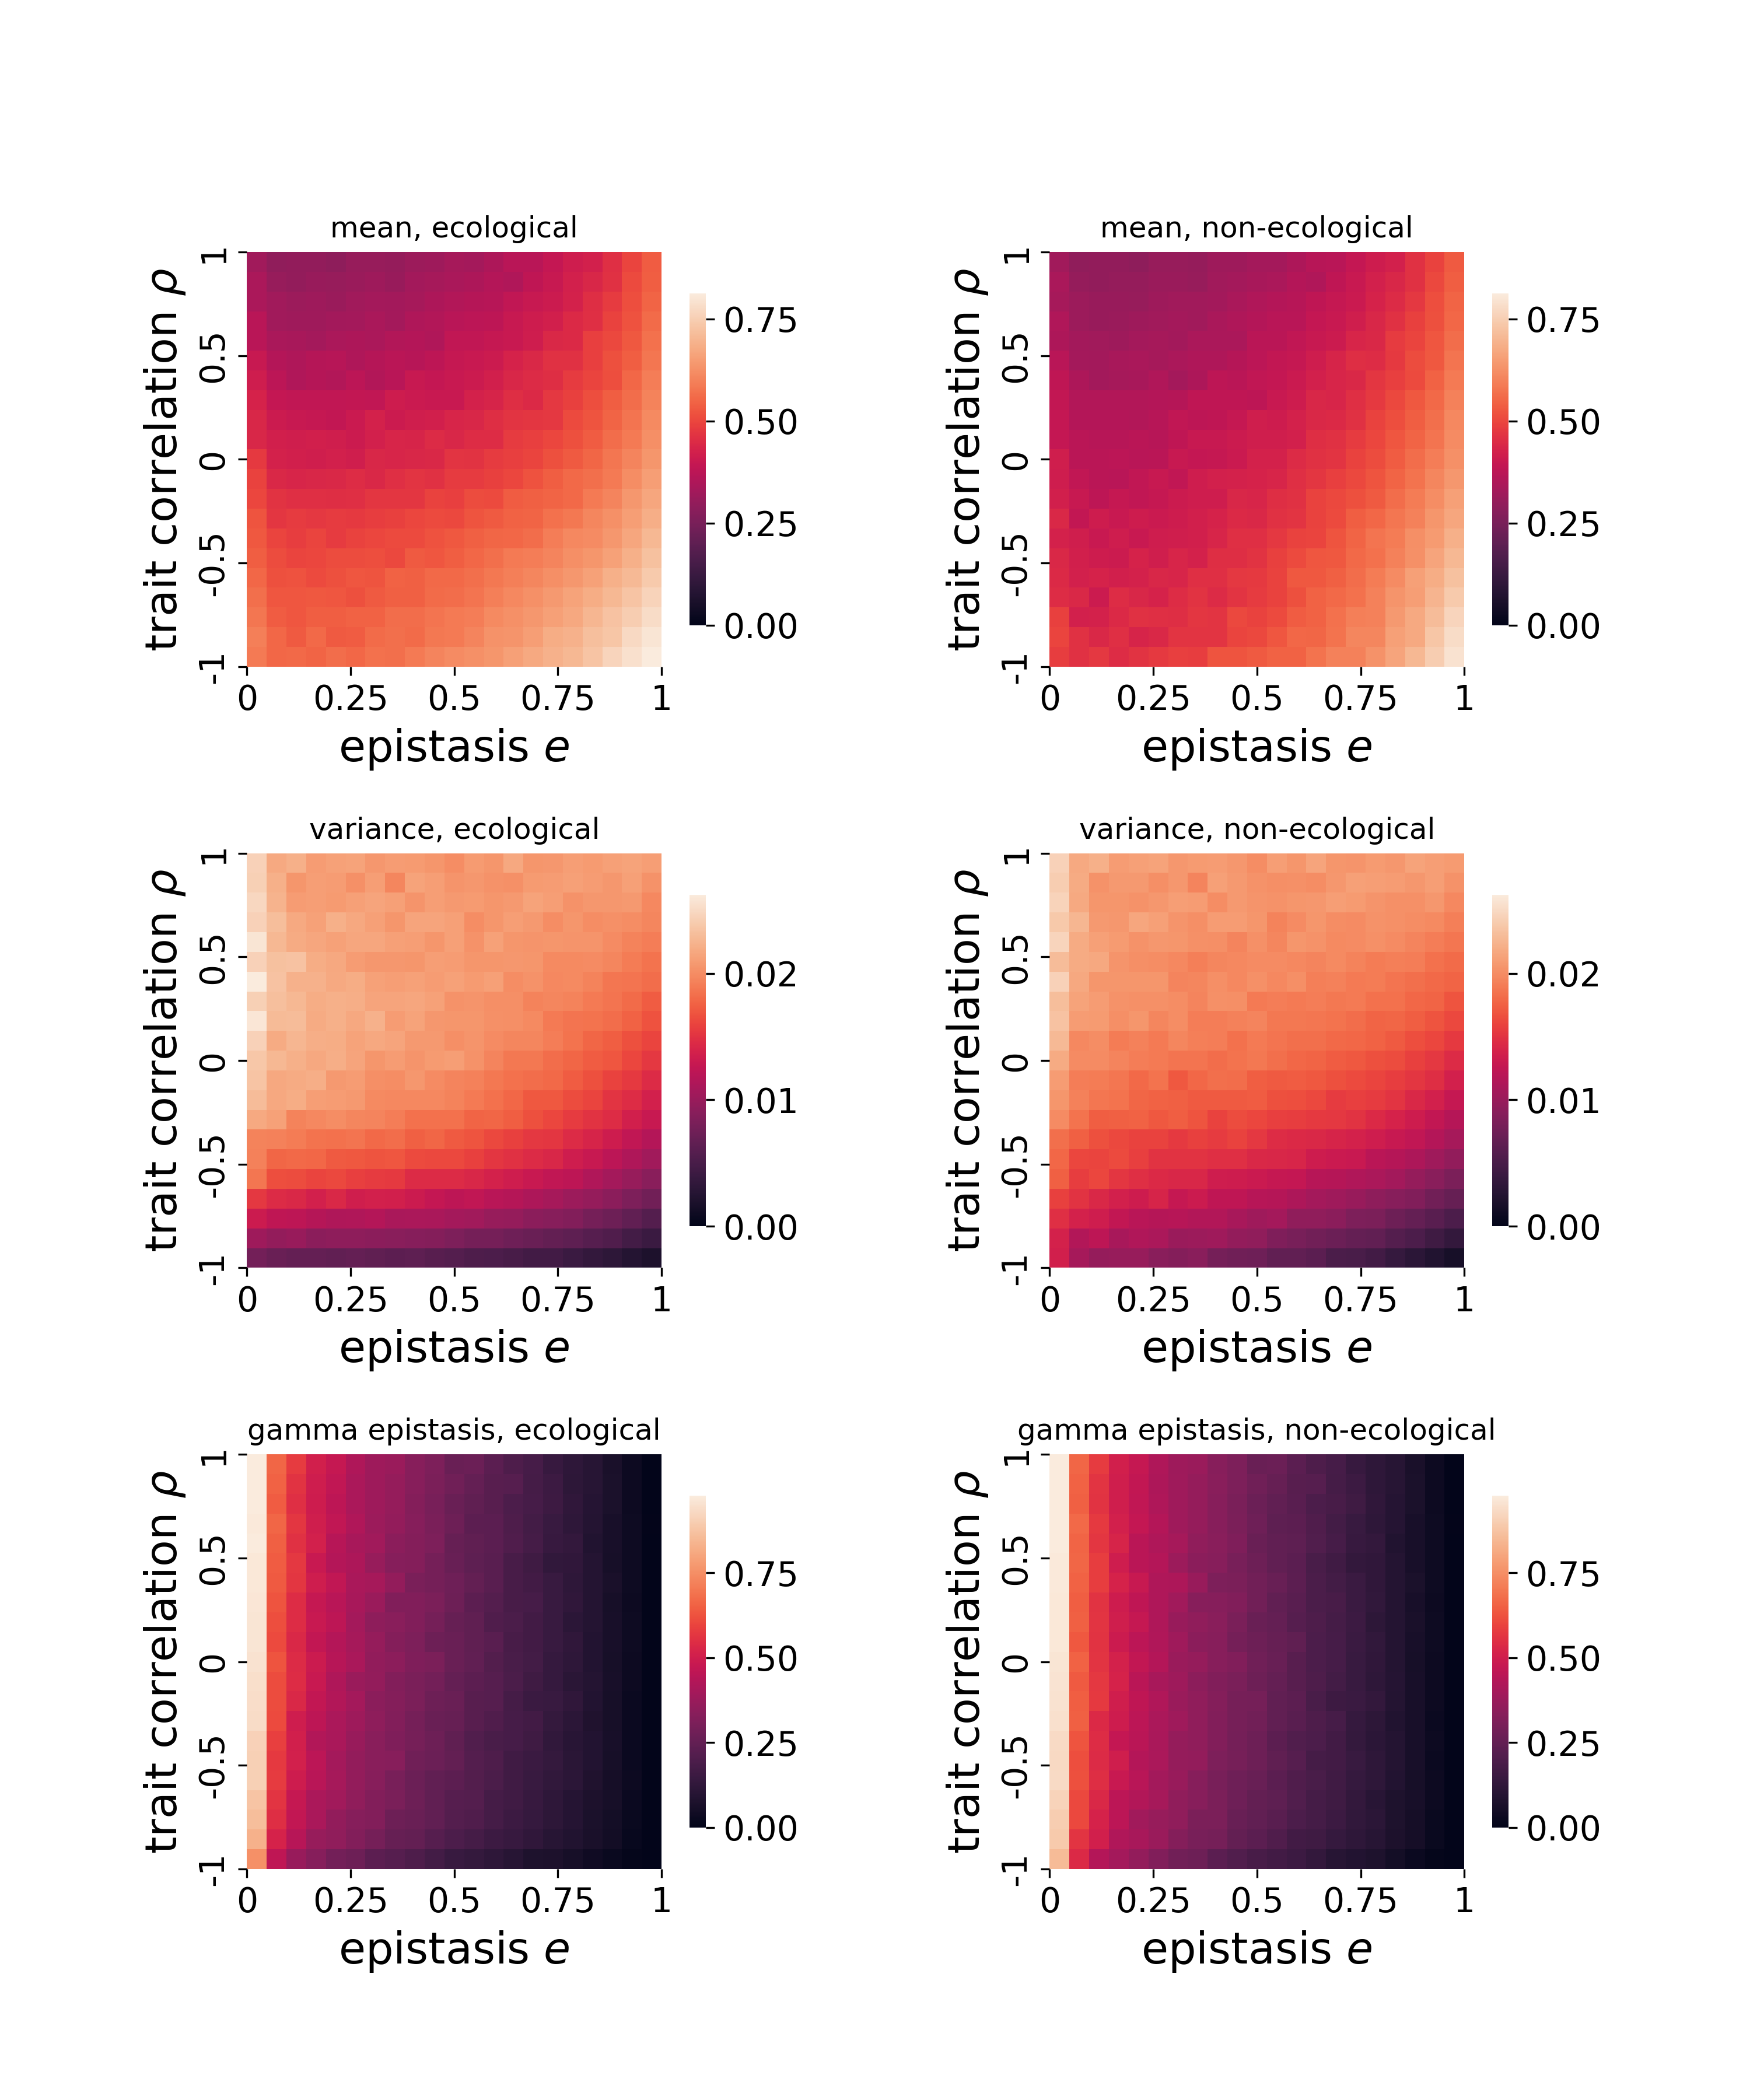 mean, ecological
trait correlation ρ
1
0.5
0
-0.5
-1
0 0.25 0.5 0.75 1
epistasis e
0.75
0.50
0.25
0.00
mean, non-ecological
trait correlation ρ
1
0.5
0
-0.5
-1
0 0.25 0.5 0.75 1
epistasis e
0.75
0.50
0.25
0.00
variance, ecological
trait correlation ρ
1
0.5
0
-0.5
-1
0 0.25 0.5 0.75 1
epistasis e
0.02
0.01
0.00
variance, non-ecological
trait correlation ρ
1
0.5
0
-0.5
-1
0 0.25 0.5 0.75 1
epistasis e
0.02
0.01
0.00
gamma epistasis, ecological
trait correlation ρ
1
0.5
0
-0.5
-1
0 0.25 0.5 0.75 1
epistasis e
0.75
0.50
0.25
0.00
gamma epistasis, non-ecological
trait correlation ρ
1
0.5
0
-0.5
-1
0 0.25 0.5 0.75 1
epistasis e
0.75
0.50
0.25
0.00